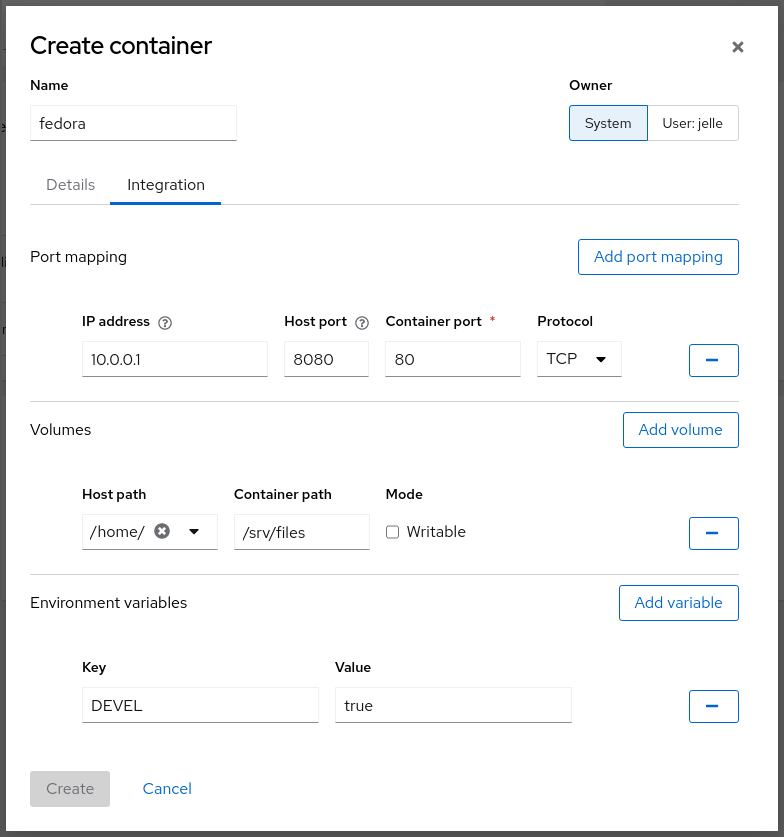 Create container
Name
Owner
fedora
System User: jelle
Details Integration
Port mapping Add port mapping
IP address Host port Container port * Protocol
10.0.0.1 8080 80 TCP
Volumes Add volume
Host path Container path Mode
/home/ /srv/files Writable
Environment variables Add variable
Key Value
DEVEL true
Create Cancel